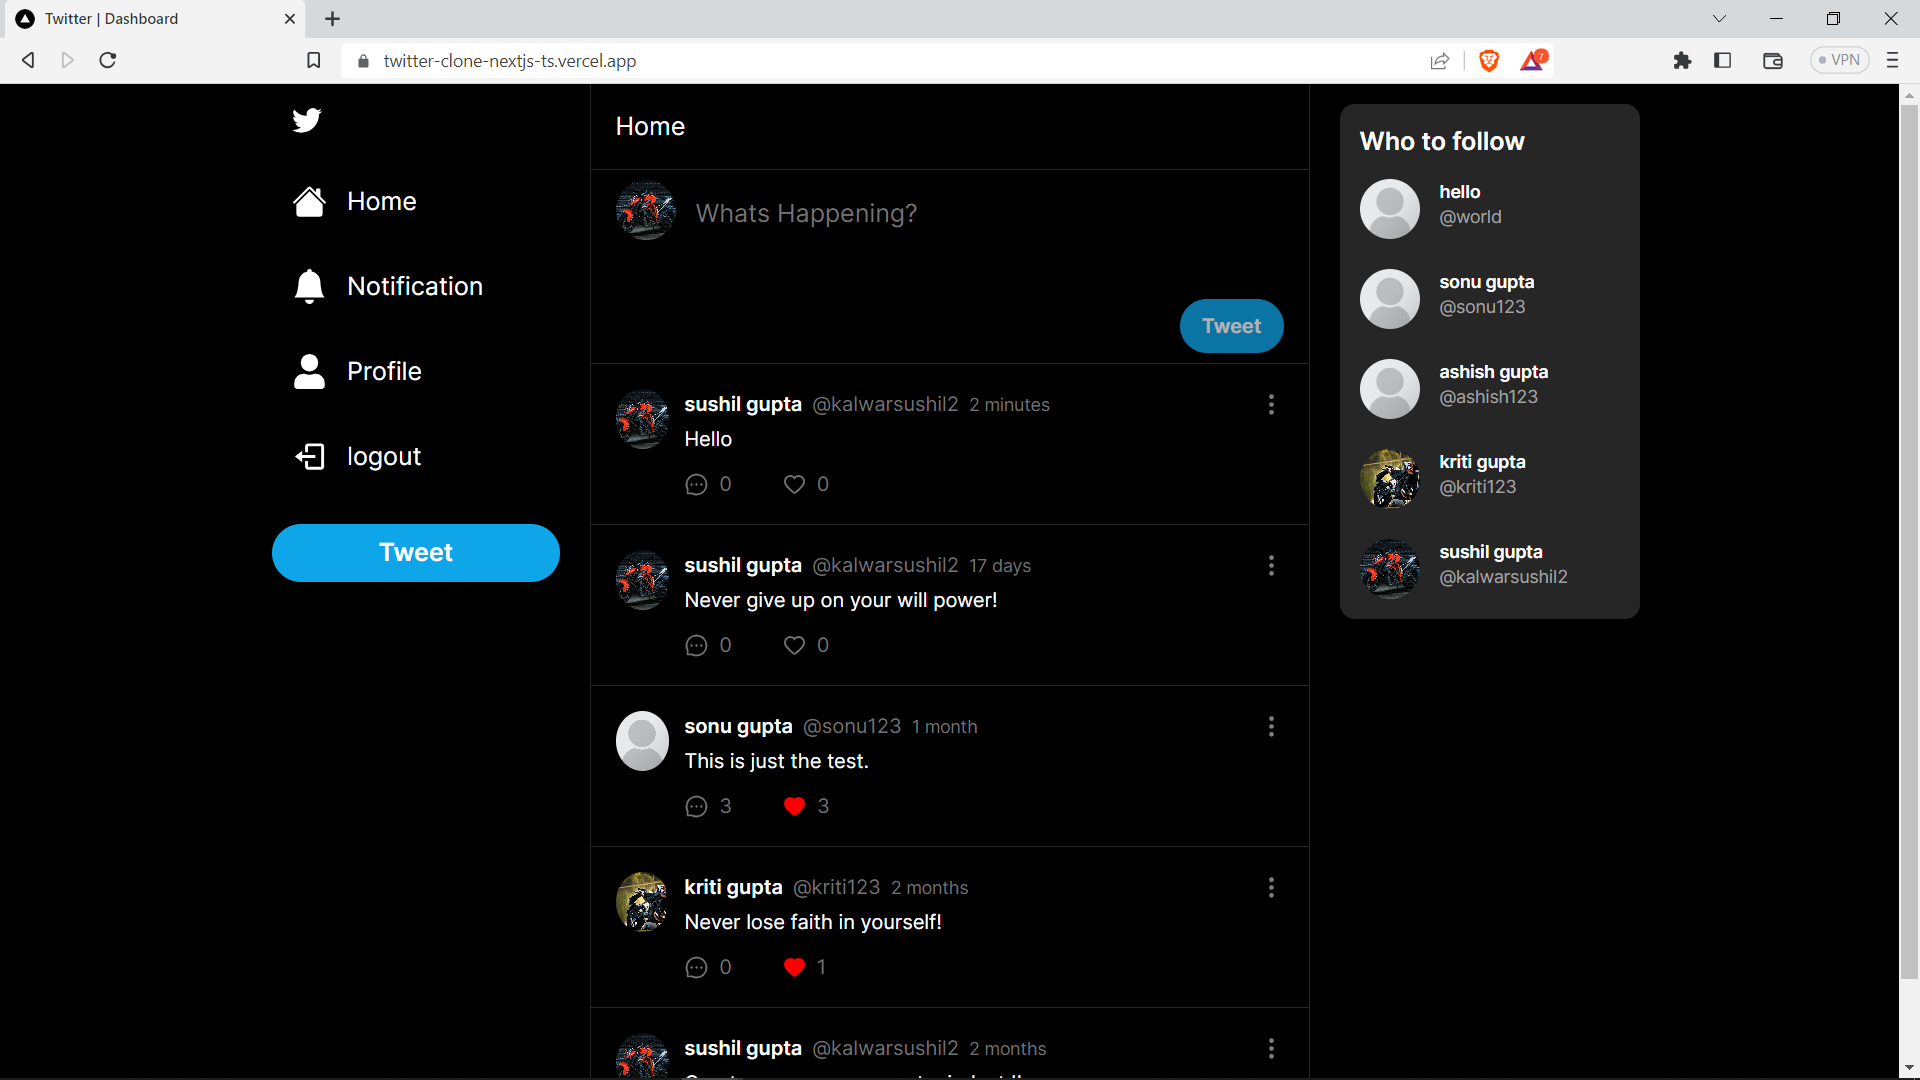 Twitter | Dashboard
twitter-clone-nextjs-ts.vercel.app
7
VPN
Home
Notification
Profile
logout
Tweet
Home
Whats Happening?
Tweet
sushil gupta @kalwarsushil2 2 minutes
Hello
0 0
sushil gupta @kalwarsushil2 17 days
Never give up on your will power!
0 0
sonu gupta @sonu123 1 month
This is just the test.
3 3
kriti gupta @kriti123 2 months
Never lose faith in yourself!
0 1
sushil gupta @kalwarsushil2 2 months
Who to follow
hello
@world
sonu gupta
@sonu123
ashish gupta
@ashish123
kriti gupta
@kriti123
sushil gupta
@kalwarsushil2